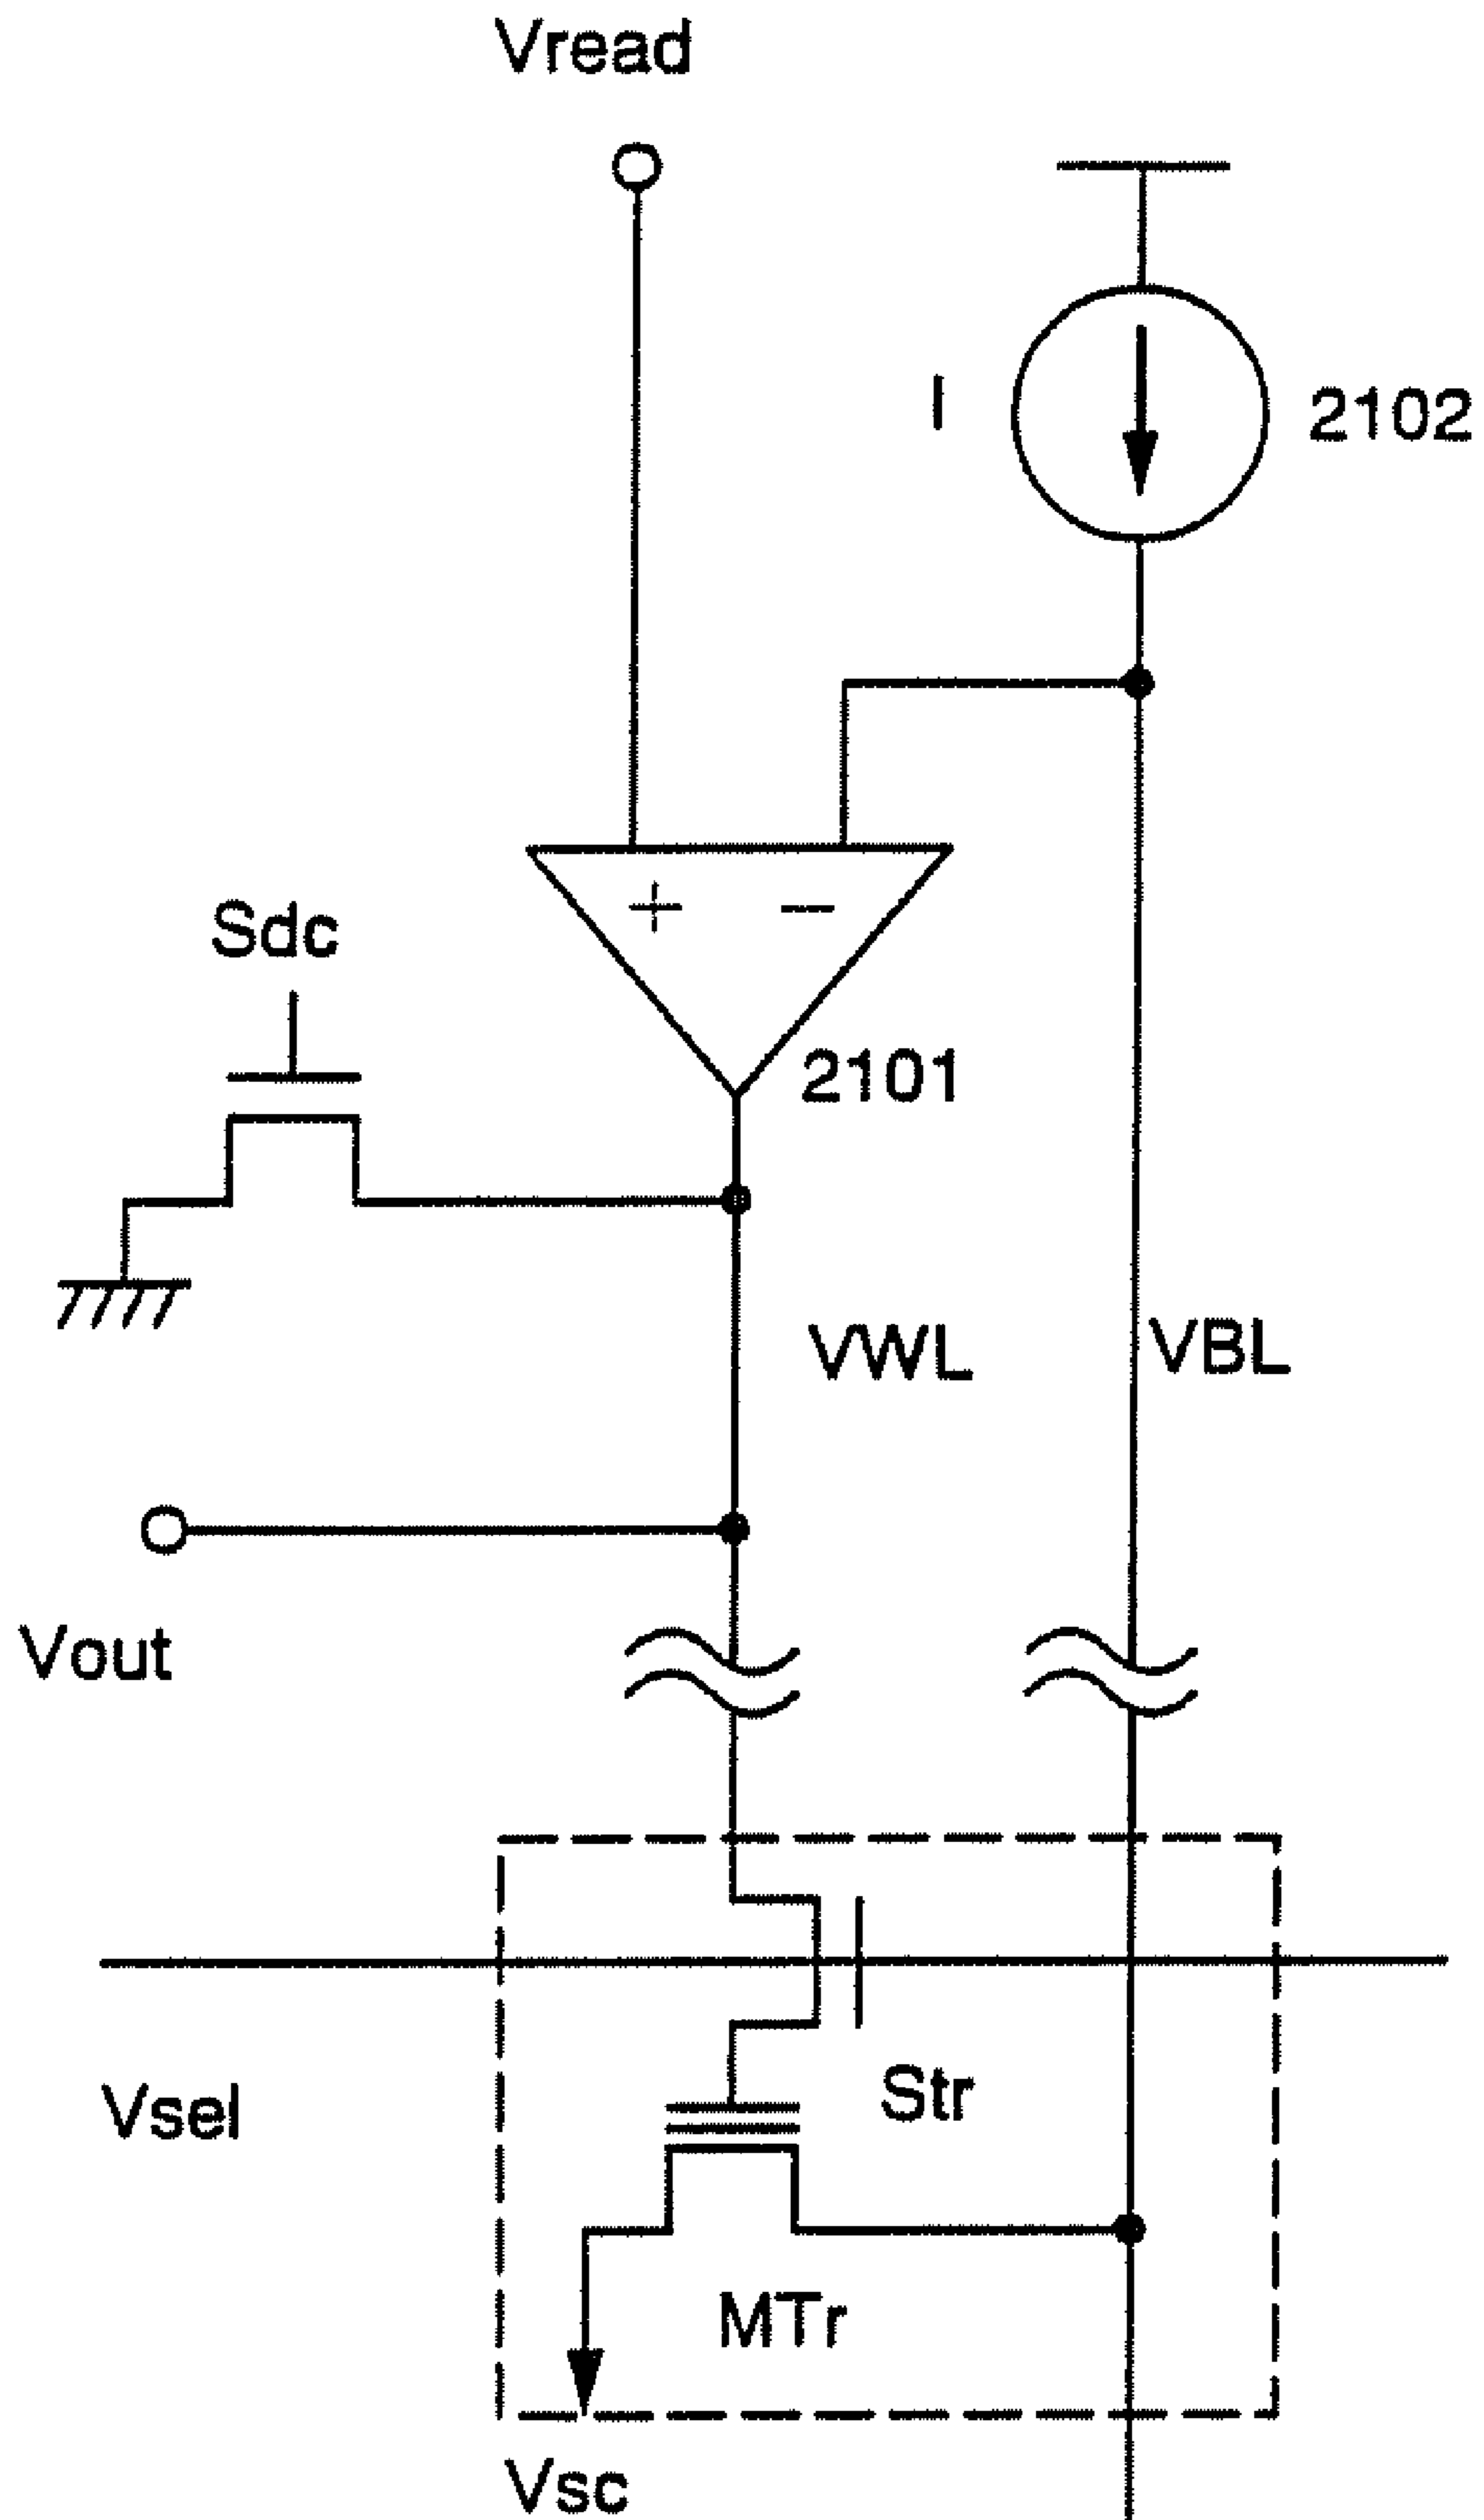 Vread
I
2102
+
−
Sdc
2101
VWL
VBL
Vout
Vsel
Str
MTr
Vsc